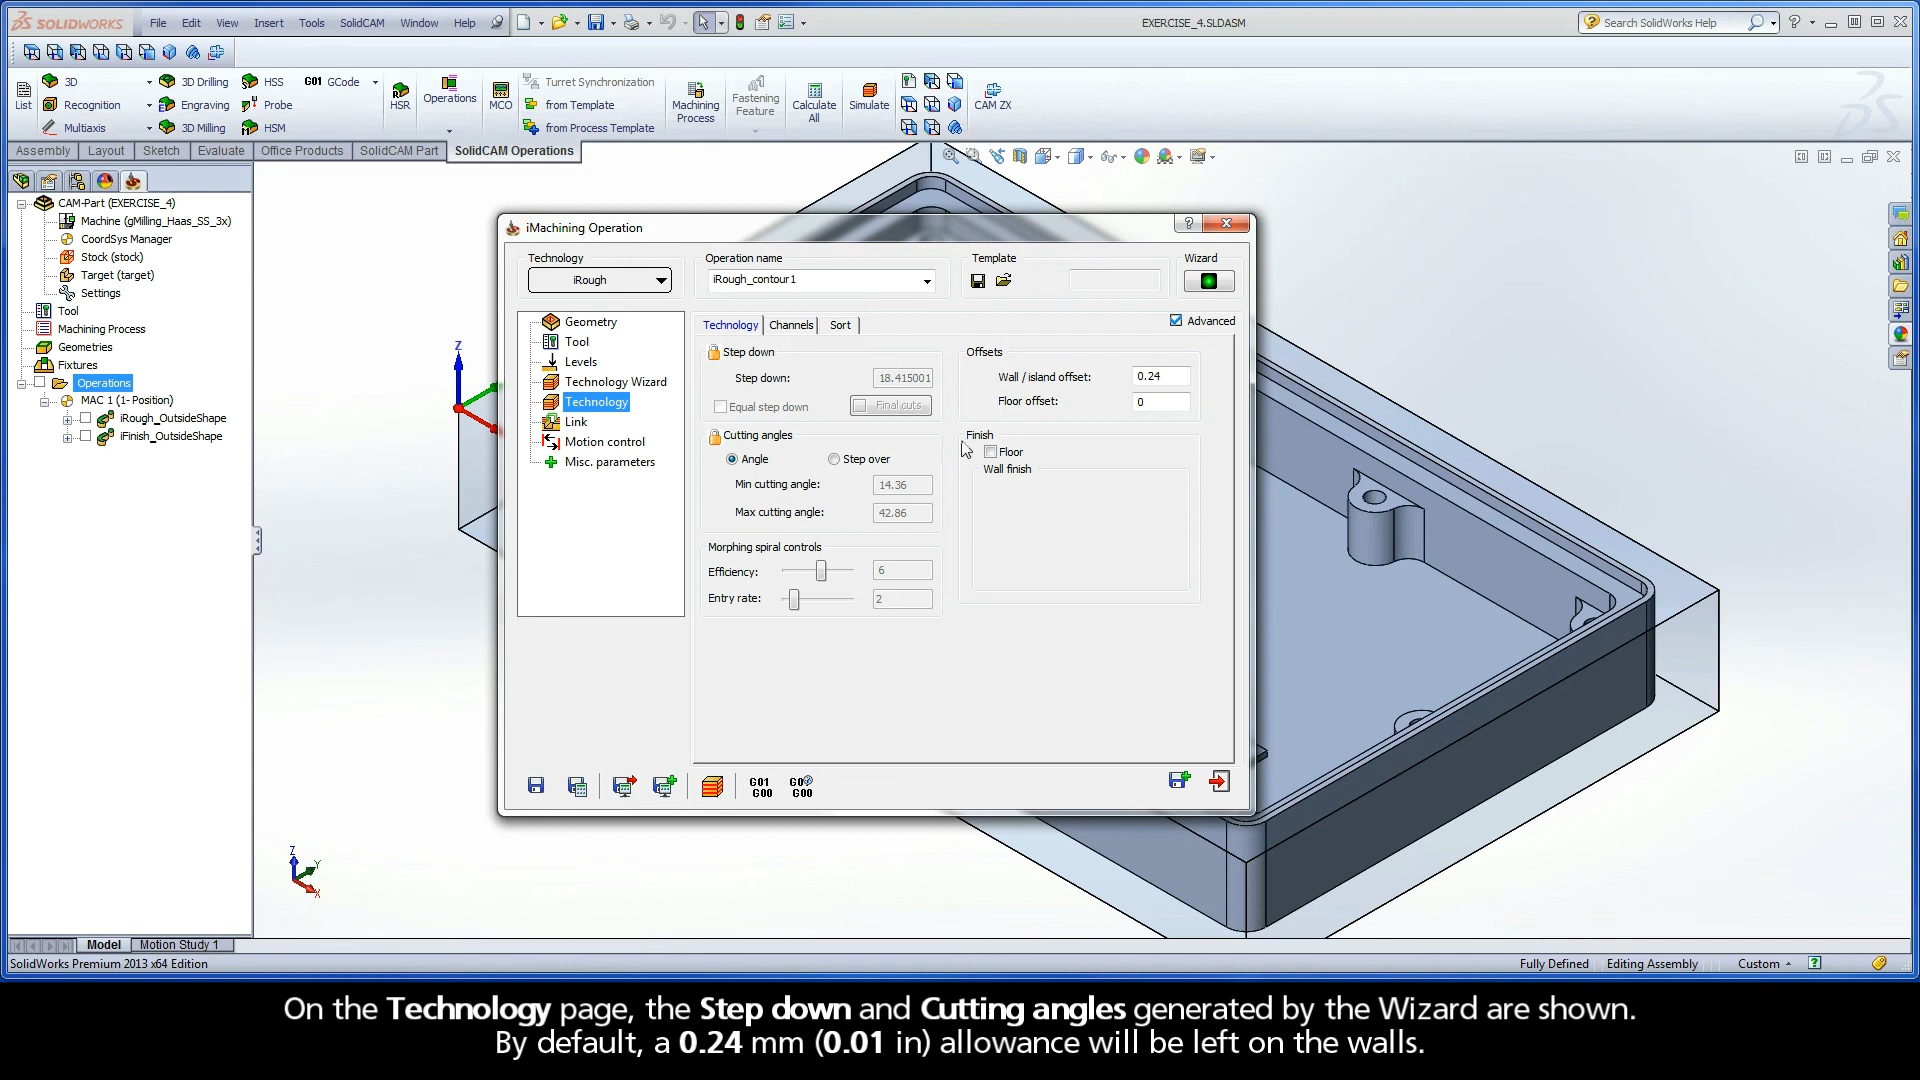 SOLIDWORKS File Edit View Insert Tools SolidCAM Window Help EXERCISE_4.SLDASM Search SolidWorks Help
3D 3D Drilling HSS G01 GCode Turret Synchronization
List Recognition Engraving Probe HSR Operations MCO from Template Machining Process Fastening Feature Calculate All Simulate CAM ZX
Multiaxis 3D Milling HSM from Process Template
Assembly Layout Sketch Evaluate Office Products SolidCAM Part SolidCAM Operations
CAM-Part (EXERCISE_4)
Machine (gMilling_Haas_SS_3x)
CoordSys Manager
Stock (stock)
Target (target)
Settings
Tool
Machining Process
Geometries
Fixtures
Operations
MAC 1 (1- Position)
iRough_OutsideShape
iFinish_OutsideShape
iMachining Operation
Technology Operation name Template Wizard
iRough iRough_contour1
Geometry
Tool
Levels
Technology Wizard
Technology
Link
Motion control
Misc. parameters
Technology Channels Sort Advanced
Step down
Step down: 18.415001
Equal step down Final cuts
Offsets
Wall / island offset: 0.24
Floor offset: 0
Cutting angles
Angle Step over
Min cutting angle: 14.36
Max cutting angle: 42.86
Finish
Floor
Wall finish
Morphing spiral controls
Efficiency: 6
Entry rate: 2
G01 G00
G00
Z
Z Y X
Model Motion Study 1
SolidWorks Premium 2013 x64 Edition Fully Defined Editing Assembly Custom
On the Technology page, the Step down and Cutting angles generated by the Wizard are shown.
By default, a 0.24 mm (0.01 in) allowance will be left on the walls.